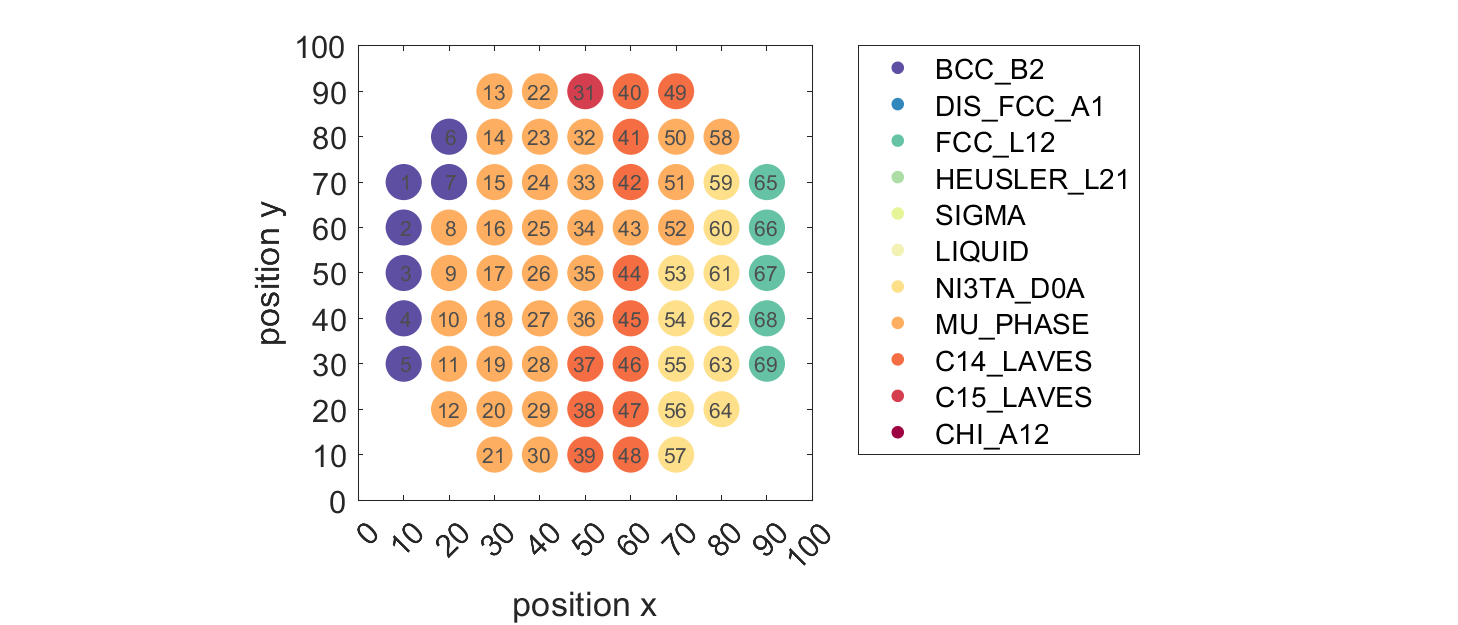 100
90
80
70
60
50
40
30
20
10
0
position y
13 22 31 40 49
6 14 23 32 41 50 58
1 7 15 24 33 42 51 59 65
2 8 16 25 34 43 52 60 66
3 9 17 26 35 44 53 61 67
4 10 18 27 36 45 54 62 68
5 11 19 28 37 46 55 63 69
12 20 29 38 47 56 64
21 30 39 48 57
0 10 20 30 40 50 60 70 80 90 100
position x
BCC_B2
DIS_FCC_A1
FCC_L12
HEUSLER_L21
SIGMA
LIQUID
NI3TA_D0A
MU_PHASE
C14_LAVES
C15_LAVES
CHI_A12